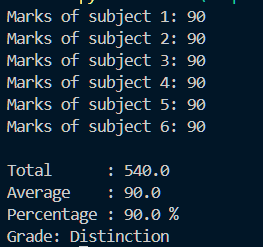 Marks of subject 1: 90
Marks of subject 2: 90
Marks of subject 3: 90
Marks of subject 4: 90
Marks of subject 5: 90
Marks of subject 6: 90
Total : 540.0
Average : 90.0
Percentage : 90.0 %
Grade: Distinction